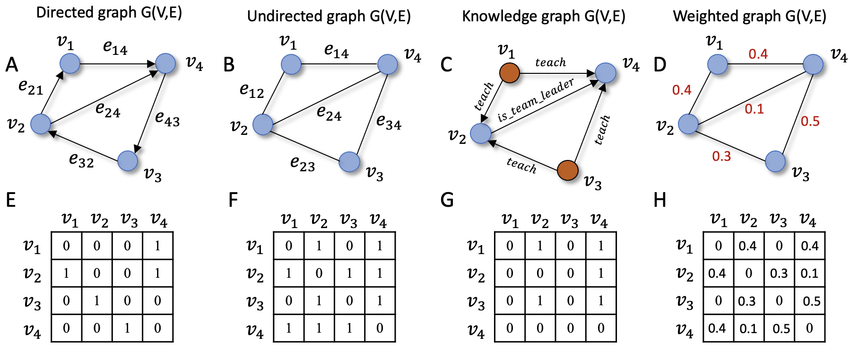 Directed graph G(V,E)
Undirected graph G(V,E)
Knowledge graph G(V,E)
Weighted graph G(V,E)
A
v₁
e₁₄
v₄
e₂₁
e₂₄
e₄₃
v₂
e₃₂
v₃
B
v₁
e₁₄
v₄
e₁₂
e₂₄
e₃₄
v₂
e₂₃
v₃
C
v₁
teach
v₄
teach
is_team_leader
teach
v₂
teach
v₃
D
v₁
0.4
v₄
0.4
0.1
0.5
v₂
0.3
v₃
E
v₁ v₂ v₃ v₄
v₁ 0 0 0 1
v₂ 1 0 0 1
v₃ 0 1 0 0
v₄ 0 0 1 0
F
v₁ v₂ v₃ v₄
v₁ 0 1 0 1
v₂ 1 0 1 1
v₃ 0 1 0 1
v₄ 1 1 1 0
G
v₁ v₂ v₃ v₄
v₁ 0 1 0 1
v₂ 0 0 0 1
v₃ 0 1 0 1
v₄ 0 0 0 0
H
v₁ v₂ v₃ v₄
v₁ 0 0.4 0 0.4
v₂ 0.4 0 0.3 0.1
v₃ 0 0.3 0 0.5
v₄ 0.4 0.1 0.5 0